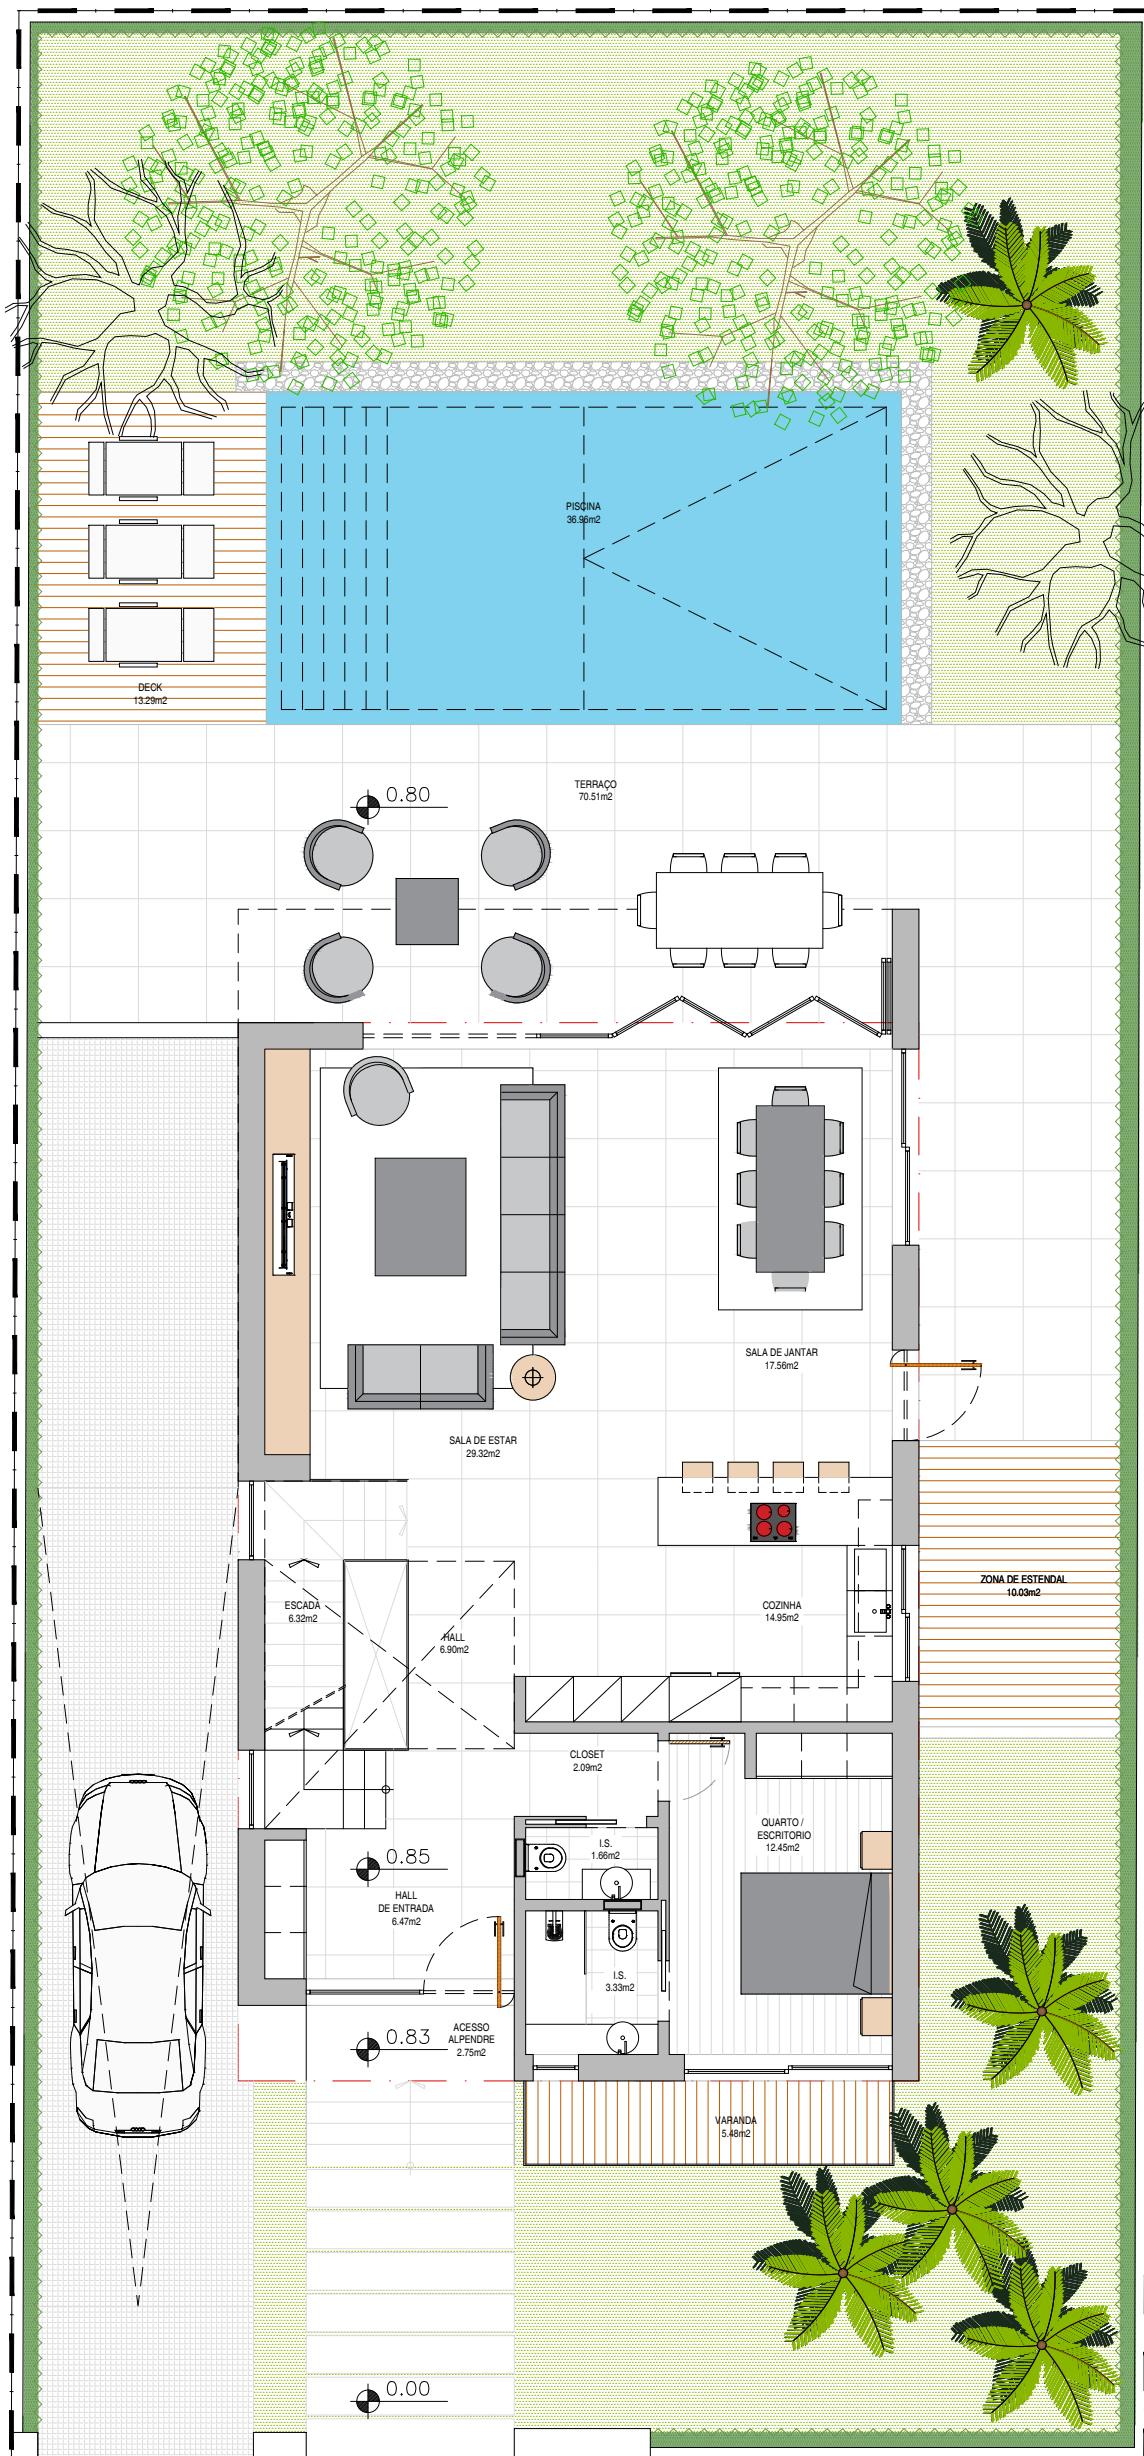 PISCINA
36.96m2
DECK
13.29m2
TERRAÇO
70.51m2
0.80
SALA DE JANTAR
17.56m2
SALA DE ESTAR
29.32m2
ZONA DE ESTENDAL
10.03m2
ESCADA
6.32m2
COZINHA
14.95m2
HALL
6.90m2
CLOSET
2.09m2
QUARTO /
ESCRITORIO
12.45m2
I.S.
1.66m2
0.85
HALL
DE ENTRADA
6.47m2
I.S.
3.33m2
ACESSO
ALPENDRE
2.75m2
0.83
VARANDA
5.48m2
0.00